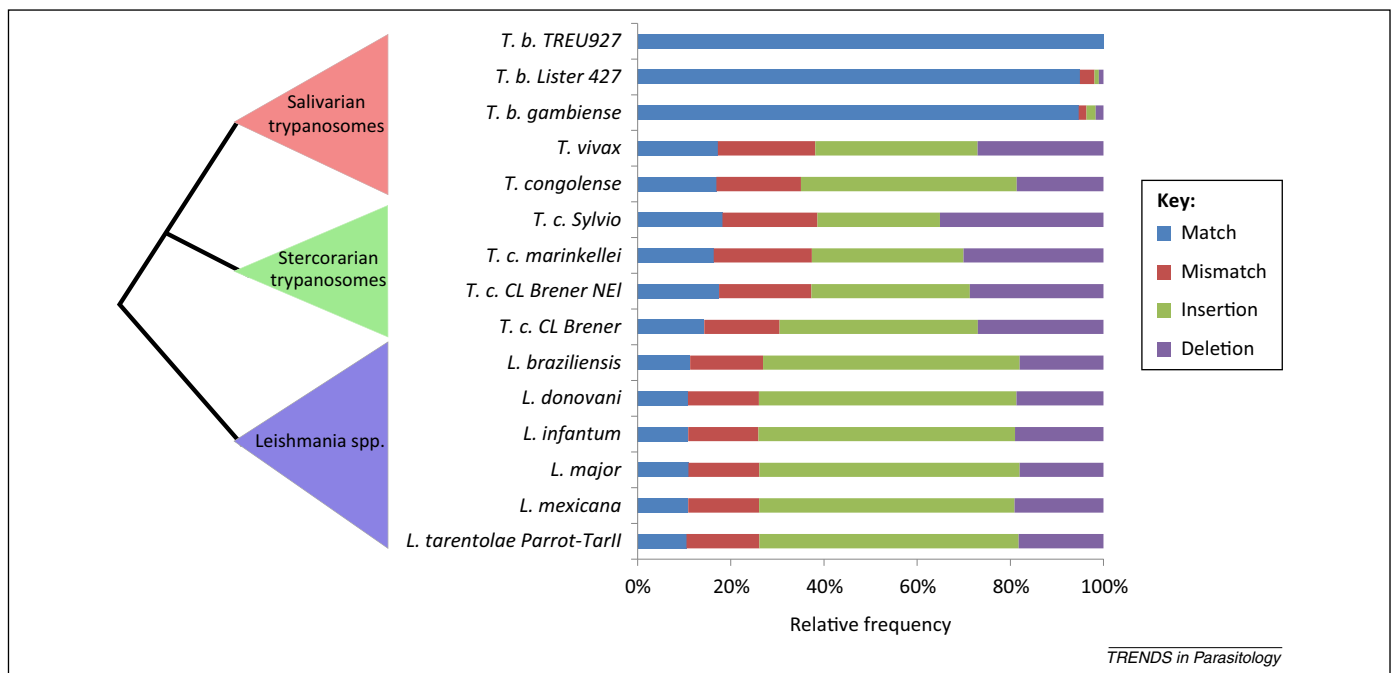 Salivarian
trypanosomes
Stercorarian
trypanosomes
Leishmania spp.
T. b. TREU927
T. b. Lister 427
T. b. gambiense
T. vivax
T. congolense
T. c. Sylvio
T. c. marinkellei
T. c. CL Brener NEl
T. c. CL Brener
L. braziliensis
L. donovani
L. infantum
L. major
L. mexicana
L. tarentolae Parrot-TarII
0% 20% 40% 60% 80% 100%
Relative frequency
Key:
Match
Mismatch
Insertion
Deletion
TRENDS in Parasitology